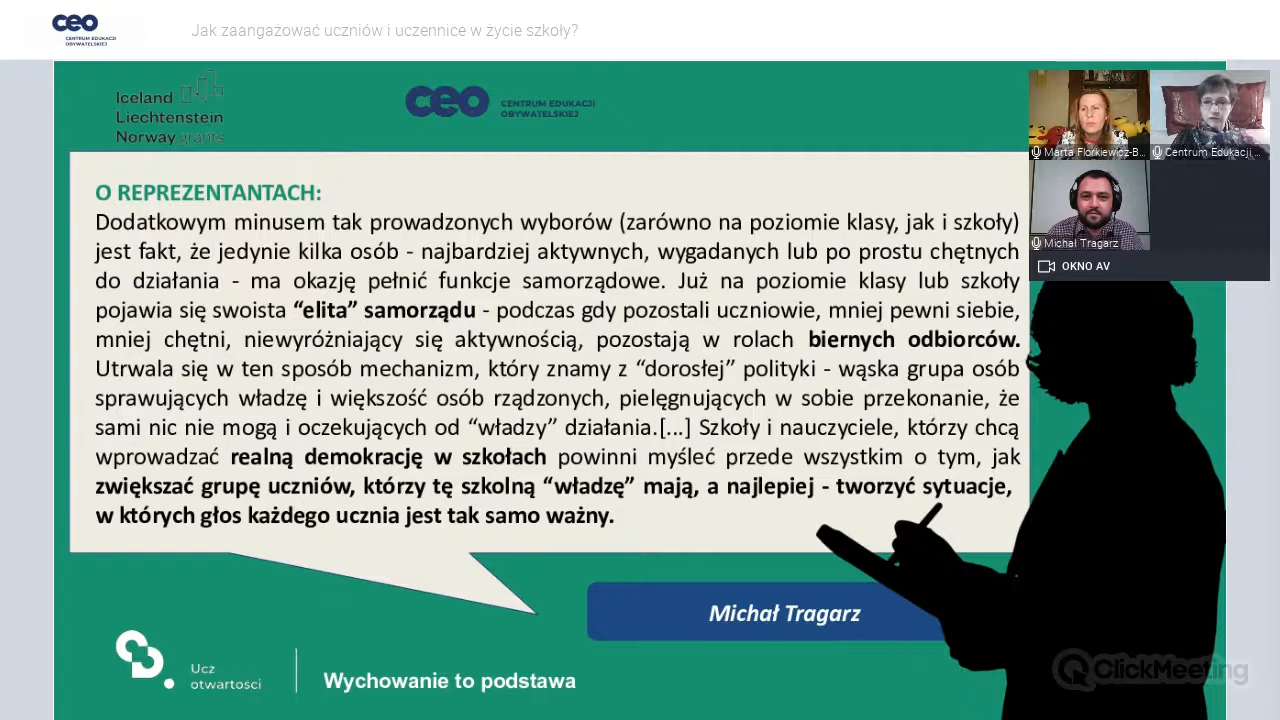 ceo
CENTRUM EDUKACJI
OBYWATELSKIEJ
Jak zaangażować uczniów i uczennice w życie szkoły?
Iceland
Liechtenstein
Norway grants
ceo
CENTRUM EDUKACJI
OBYWATELSKIEJ
Marta Florkiewicz-B...
Centrum Edukacji ...
Michał Tragarz
OKNO AV
O REPREZENTANTACH:
Dodatkowym minusem tak prowadzonych wyborów (zarówno na poziomie klasy, jak i szkoły)
jest fakt, że jedynie kilka osób - najbardziej aktywnych, wygadanych lub po prostu chętnych
do działania - ma okazję pełnić funkcje samorządowe. Już na poziomie klasy lub szkoły
pojawia się swoista “elita” samorządu - podczas gdy pozostali uczniowie, mniej pewni siebie,
mniej chętni, niewyróżniający się aktywnością, pozostają w rolach biernych odbiorców.
Utrwala się w ten sposób mechanizm, który znamy z “dorosłej” polityki - wąska grupa osób
sprawujących władzę i większość osób rządzonych, pielęgnujących w sobie przekonanie, że
sami nic nie mogą i oczekujących od “władzy” działania.[...] Szkoły i nauczyciele, którzy chcą
wprowadzać realną demokrację w szkołach powinni myśleć przede wszystkim o tym, jak
zwiększać grupę uczniów, którzy tę szkolną “władzę” mają, a najlepiej - tworzyć sytuacje,
w których głos każdego ucznia jest tak samo ważny.
Michał Tragarz
Ucz
otwartości
Wychowanie to podstawa
ClickMeeting